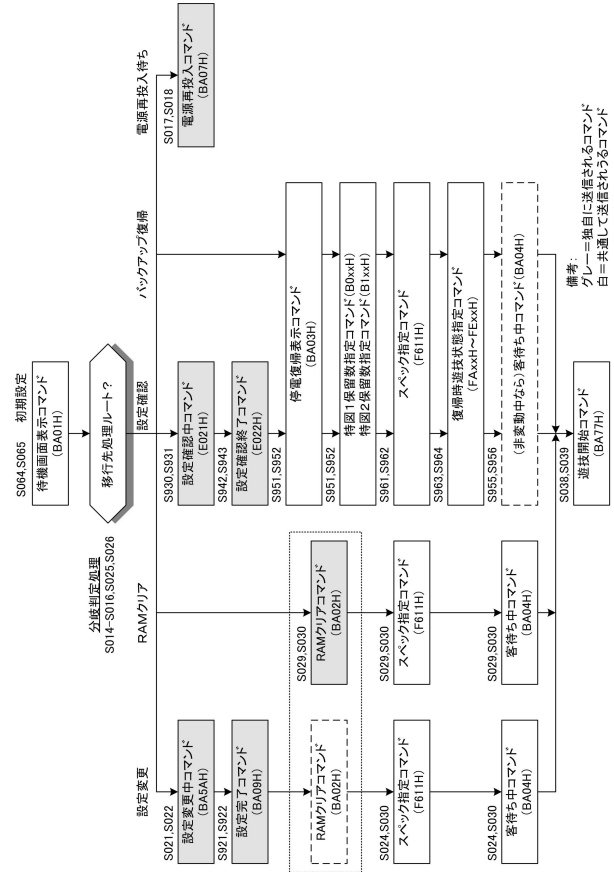 S064,S065　初期設定
待機画面表示コマンド
(BA01H)
分岐判定処理
S014-S016,S025,S026
移行先処理ルート？
設定変更
RAMクリア
設定確認
バックアップ復帰
電源再投入待ち
S021,S022
設定変更中コマンド
(BA5AH)
S921,S922
設定完了コマンド
(BA09H)
RAMクリアコマンド
(BA02H)
S024,S030
スペック指定コマンド
(F611H)
S024,S030
客待ち中コマンド
(BA04H)
S029,S030
RAMクリアコマンド
(BA02H)
S029,S030
スペック指定コマンド
(F611H)
S029,S030
客待ち中コマンド
(BA04H)
S930,S931
設定確認中コマンド
(E021H)
S942,S943
設定確認終了コマンド
(E022H)
S951,S952
停電復帰表示コマンド
(BA03H)
S951,S952
特図1保留数指定コマンド(B0xxH)
特図2保留数指定コマンド(B1xxH)
S961,S962
スペック指定コマンド
(F611H)
S963,S964
復帰時遊技状態指定コマンド
(FAxxH～FExxH)
S955,S956
(非変動中なら)客待ち中コマンド(BA04H)
S017,S018
電源再投入コマンド
(BA07H)
S038,S039
遊技開始コマンド
(BA77H)
備考:
グレー＝独自に送信されるコマンド
白＝共通して送信されうるコマンド